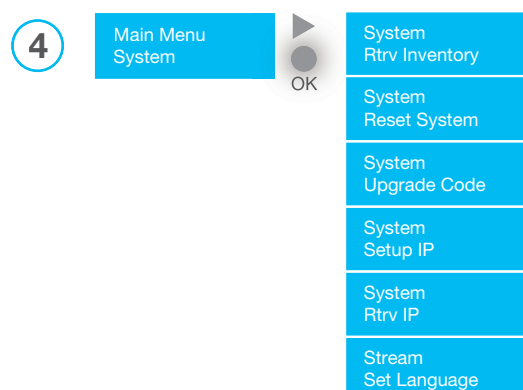 4
Main Menu
System
OK
System
Rtrv Inventory
System
Reset System
System
Upgrade Code
System
Setup IP
System
Rtrv IP
Stream
Set Language